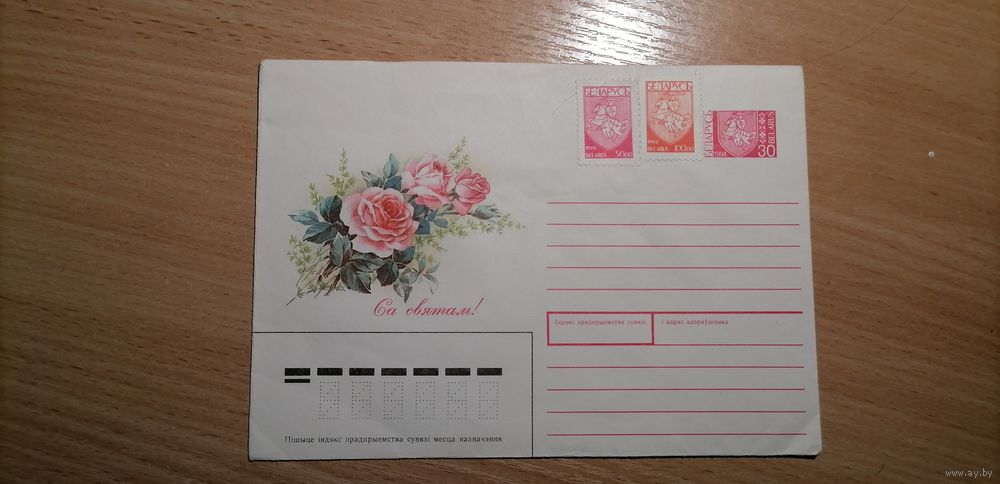 БЕЛАРУСЬ
1993
BELARUS 50.00
БЕЛАРУСЬ
1993
BELARUS 100.00
БЕЛАРУСЬ
1994
30
BELARUS
Са святам!
Індэкс прадпрыемства сувязі
і адрас адпраўшчыка
Пішыце індэкс прадпрыемства сувязі месца назначэння
www.ay.by